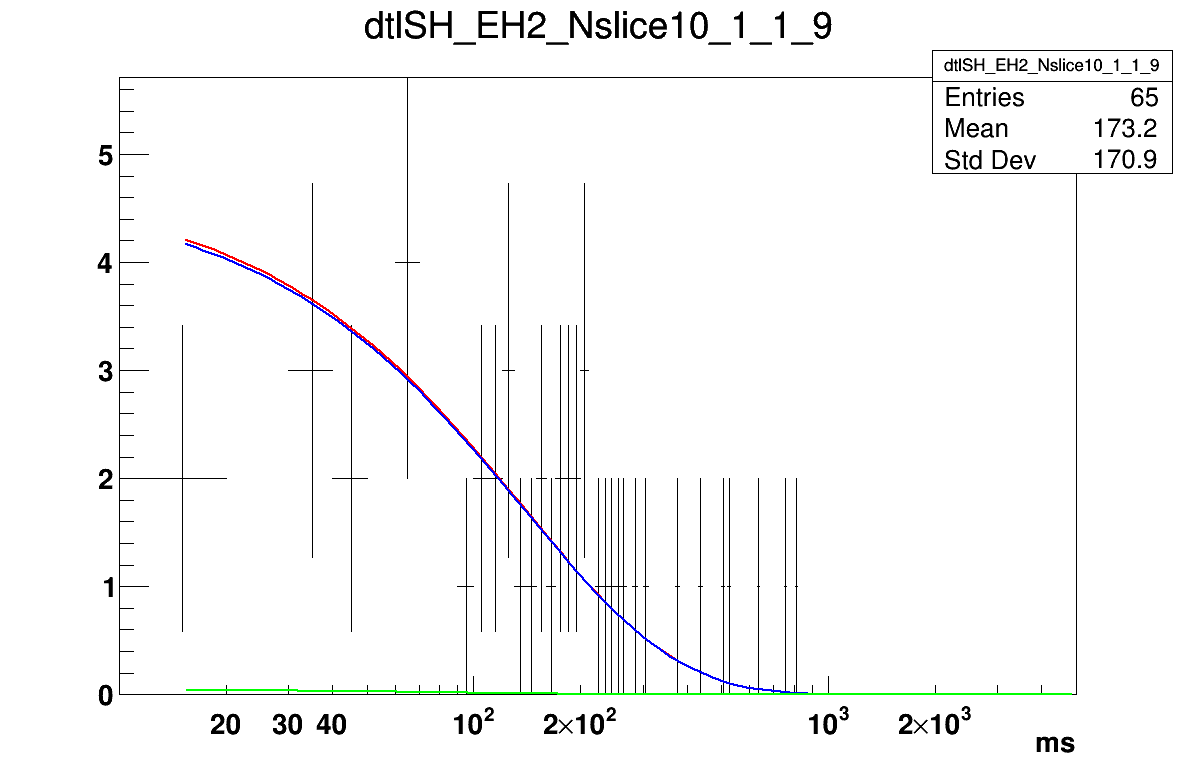 dtlSH_EH2_Nslice10_1_1_9
dtlSH_EH2_Nslice10_1_1_9
Entries 65
Mean 173.2
Std Dev 170.9
5
4
3
2
1
0
20 30 40 10² 2×10² 10³ 2×10³
ms